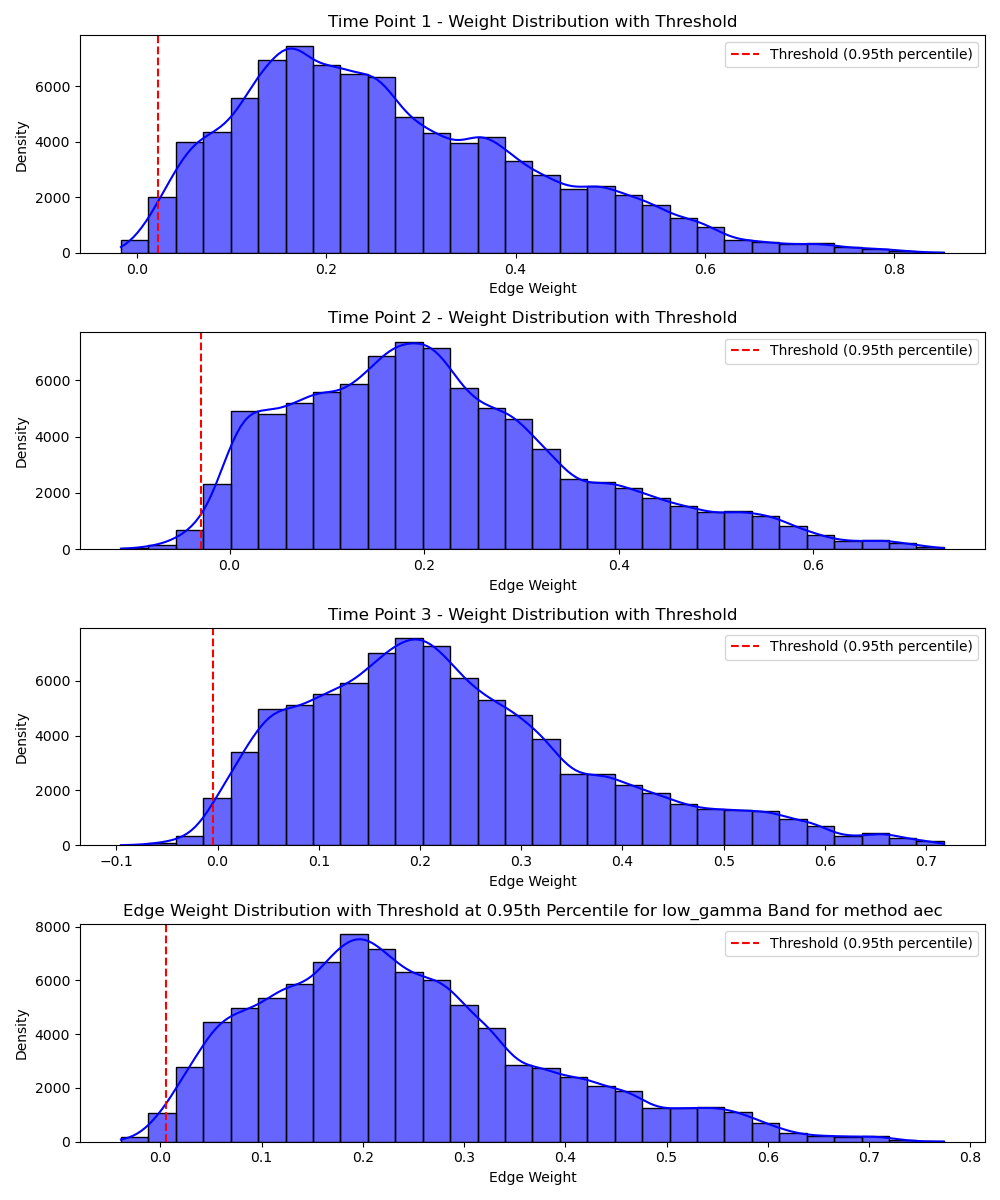 Time Point 1 - Weight Distribution with Threshold
Threshold (0.95th percentile)
Density
6000
4000
2000
0
0.0 0.2 0.4 0.6 0.8
Edge Weight
Time Point 2 - Weight Distribution with Threshold
Threshold (0.95th percentile)
Density
6000
4000
2000
0
0.0 0.2 0.4 0.6
Edge Weight
Time Point 3 - Weight Distribution with Threshold
Threshold (0.95th percentile)
Density
6000
4000
2000
0
−0.1 0.0 0.1 0.2 0.3 0.4 0.5 0.6 0.7
Edge Weight
Edge Weight Distribution with Threshold at 0.95th Percentile for low_gamma Band for method aec
Threshold (0.95th percentile)
Density
8000
6000
4000
2000
0
0.0 0.1 0.2 0.3 0.4 0.5 0.6 0.7 0.8
Edge Weight